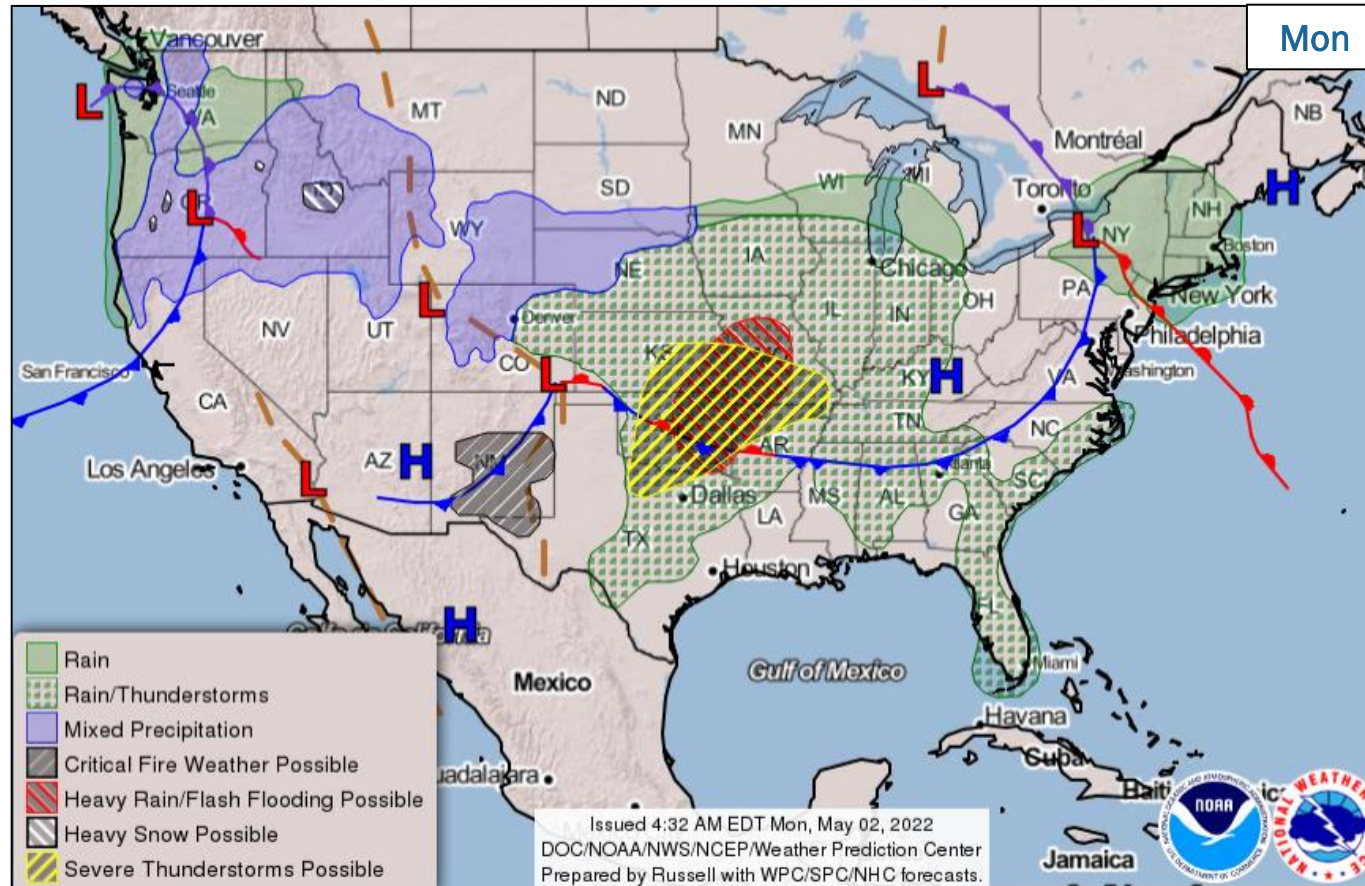 Mon
Vancouver
Seattle
WA
MT
ND
MN
Montréal
NB
OR
SD
WI
MI
Toronto
NY
NH
Boston
WY
NE
IA
Chicago
OH
PA
New York
Philadelphia
Washington
NV
UT
Denver
CO
KS
IL
IN
KY
VA
San Francisco
CA
Los Angeles
AZ
NM
AR
TN
NC
Atlanta
SC
Dallas
MS
AL
GA
LA
TX
Houston
FL
Miami
L
L
L
L
L
L
L
H
H
H
H
Gulf of Mexico
Mexico
Havana
Cuba
Jamaica
Rain
Rain/Thunderstorms
Mixed Precipitation
Critical Fire Weather Possible
Heavy Rain/Flash Flooding Possible
Heavy Snow Possible
Severe Thunderstorms Possible
Issued 4:32 AM EDT Mon, May 02, 2022
DOC/NOAA/NWS/NCEP/Weather Prediction Center
Prepared by Russell with WPC/SPC/NHC forecasts.
NOAA
NATIONAL WEATHER